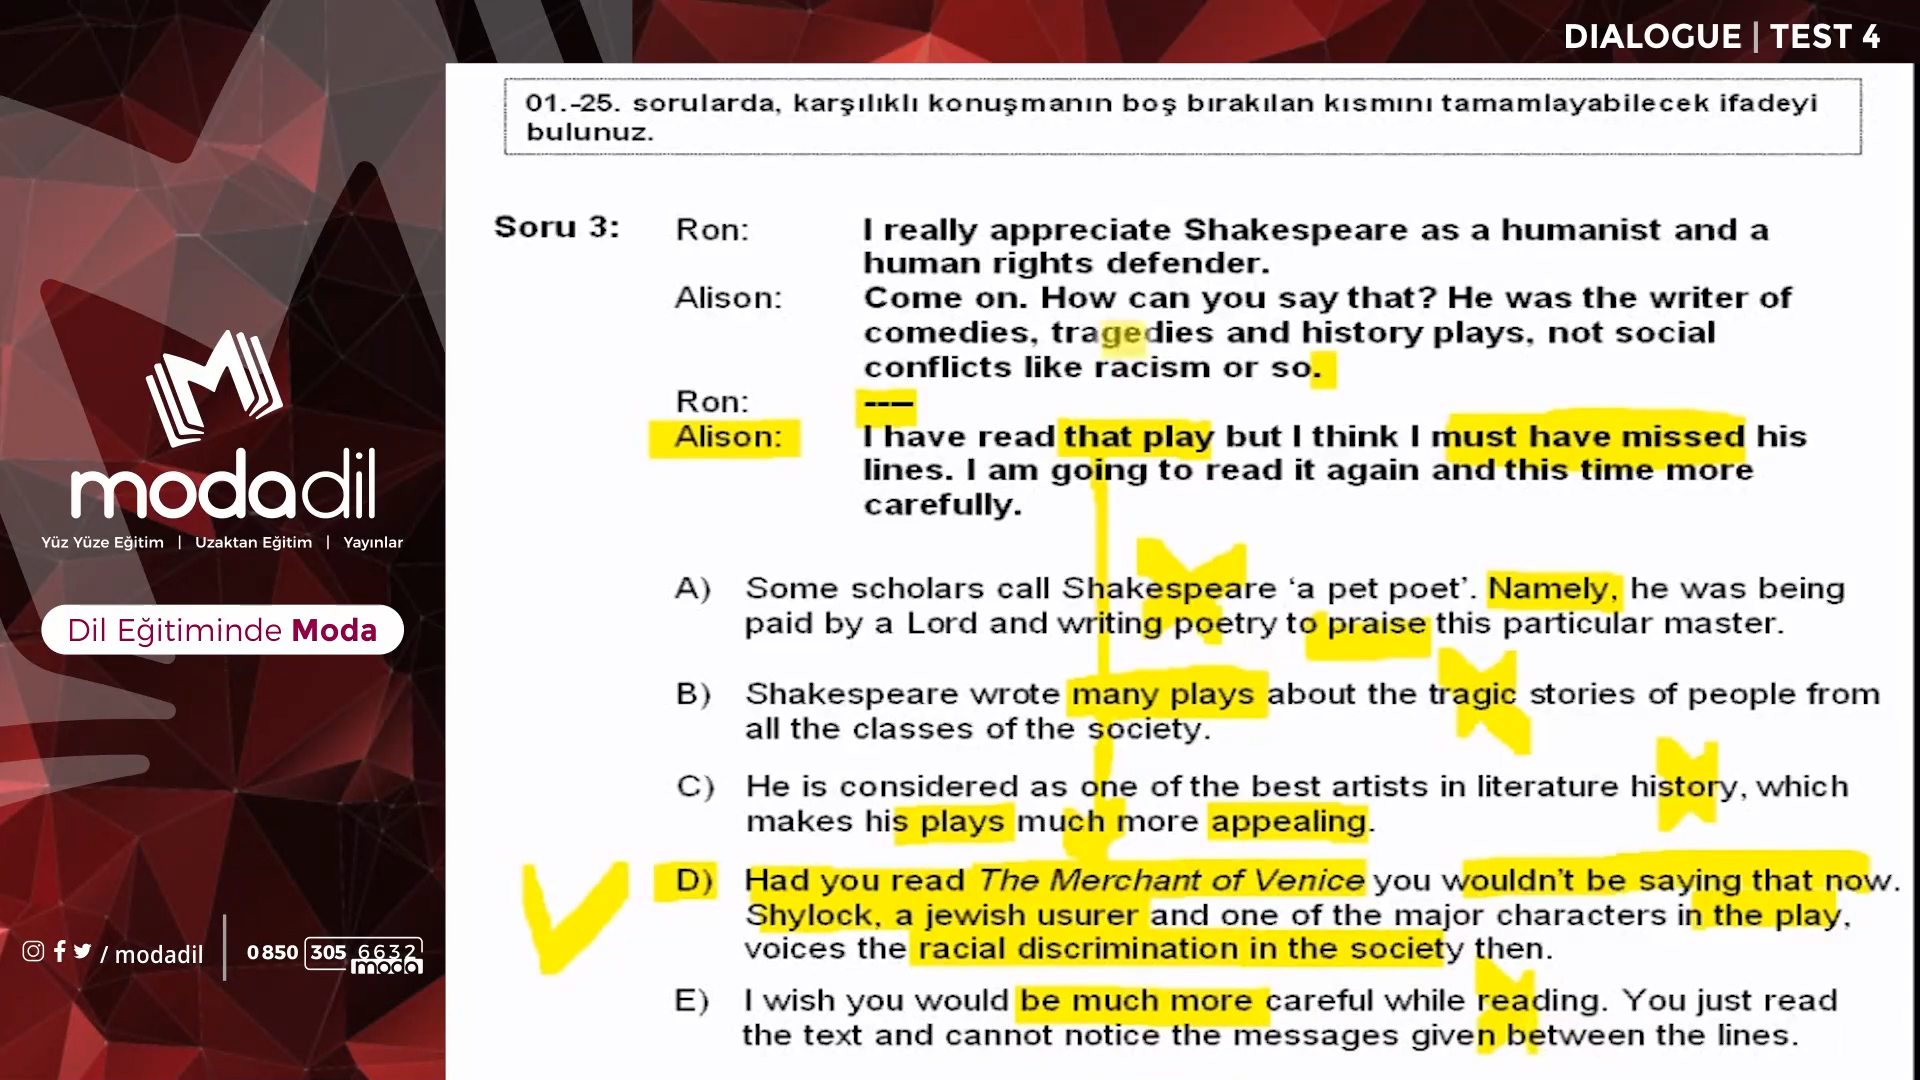 DIALOGUE | TEST 4
01.-25. sorularda, karşılıklı konuşmanın boş bırakılan kısmını tamamlayabilecek ifadeyi
bulunuz.
Soru 3: Ron: I really appreciate Shakespeare as a humanist and a
human rights defender.
Alison: Come on. How can you say that? He was the writer of
comedies, tragedies and history plays, not social
conflicts like racism or so.
Ron: ----
Alison: I have read that play but I think I must have missed his
lines. I am going to read it again and this time more
carefully.
A) Some scholars call Shakespeare ‘a pet poet’. Namely, he was being
paid by a Lord and writing poetry to praise this particular master.
B) Shakespeare wrote many plays about the tragic stories of people from
all the classes of the society.
C) He is considered as one of the best artists in literature history, which
makes his plays much more appealing.
D) Had you read The Merchant of Venice you wouldn't be saying that now.
Shylock, a jewish usurer and one of the major characters in the play,
voices the racial discrimination in the society then.
E) I wish you would be much more careful while reading. You just read
the text and cannot notice the messages given between the lines.
modadil
Yüz Yüze Eğitim | Uzaktan Eğitim | Yayınlar
Dil Eğitiminde Moda
/ modadil
0 850 305 6632
moda